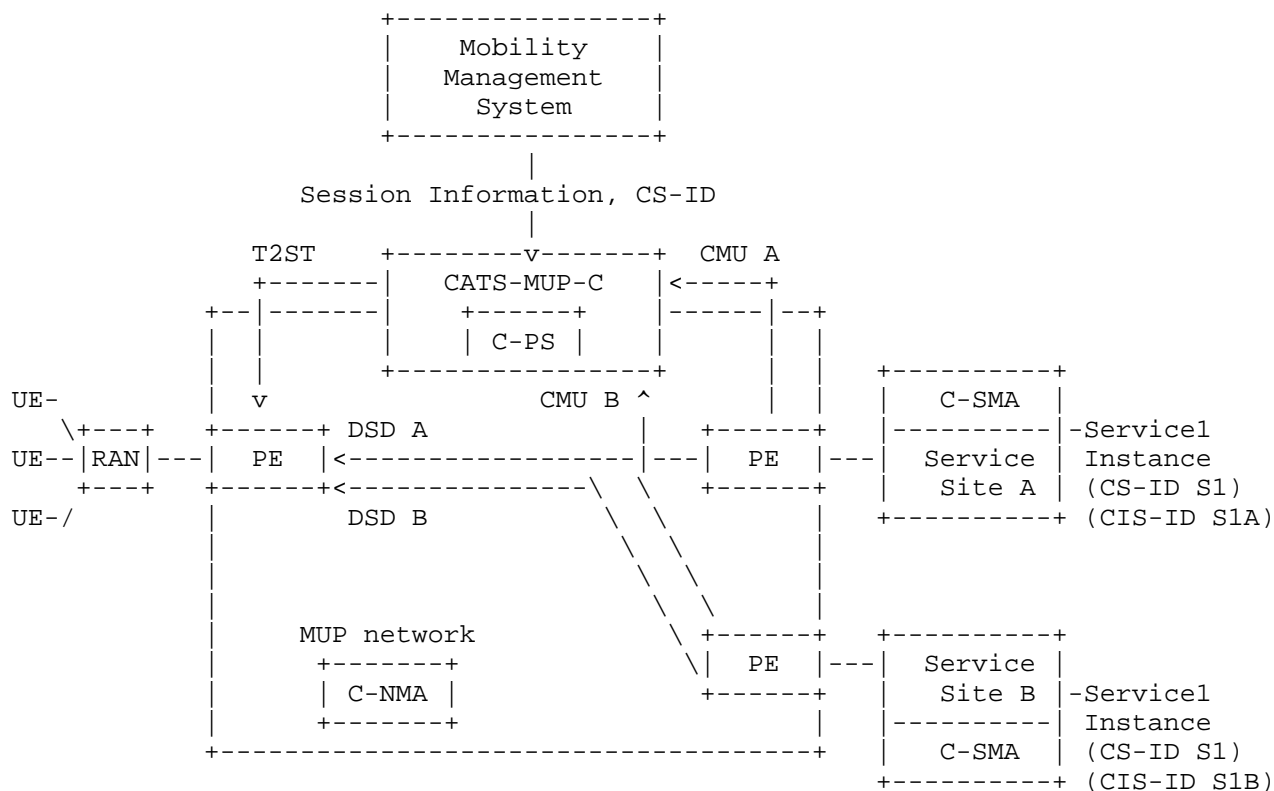 Mobility
Management
System
Session Information, CS-ID
T2ST CMU A
CATS-MUP-C
C-PS
UE- CMU B C-SMA
DSD A -Service1
UE-- RAN PE PE Service Instance
Site A (CS-ID S1)
UE-/ DSD B (CIS-ID S1A)
MUP network
PE Service
C-NMA Site B -Service1
Instance
C-SMA (CS-ID S1)
(CIS-ID S1B)